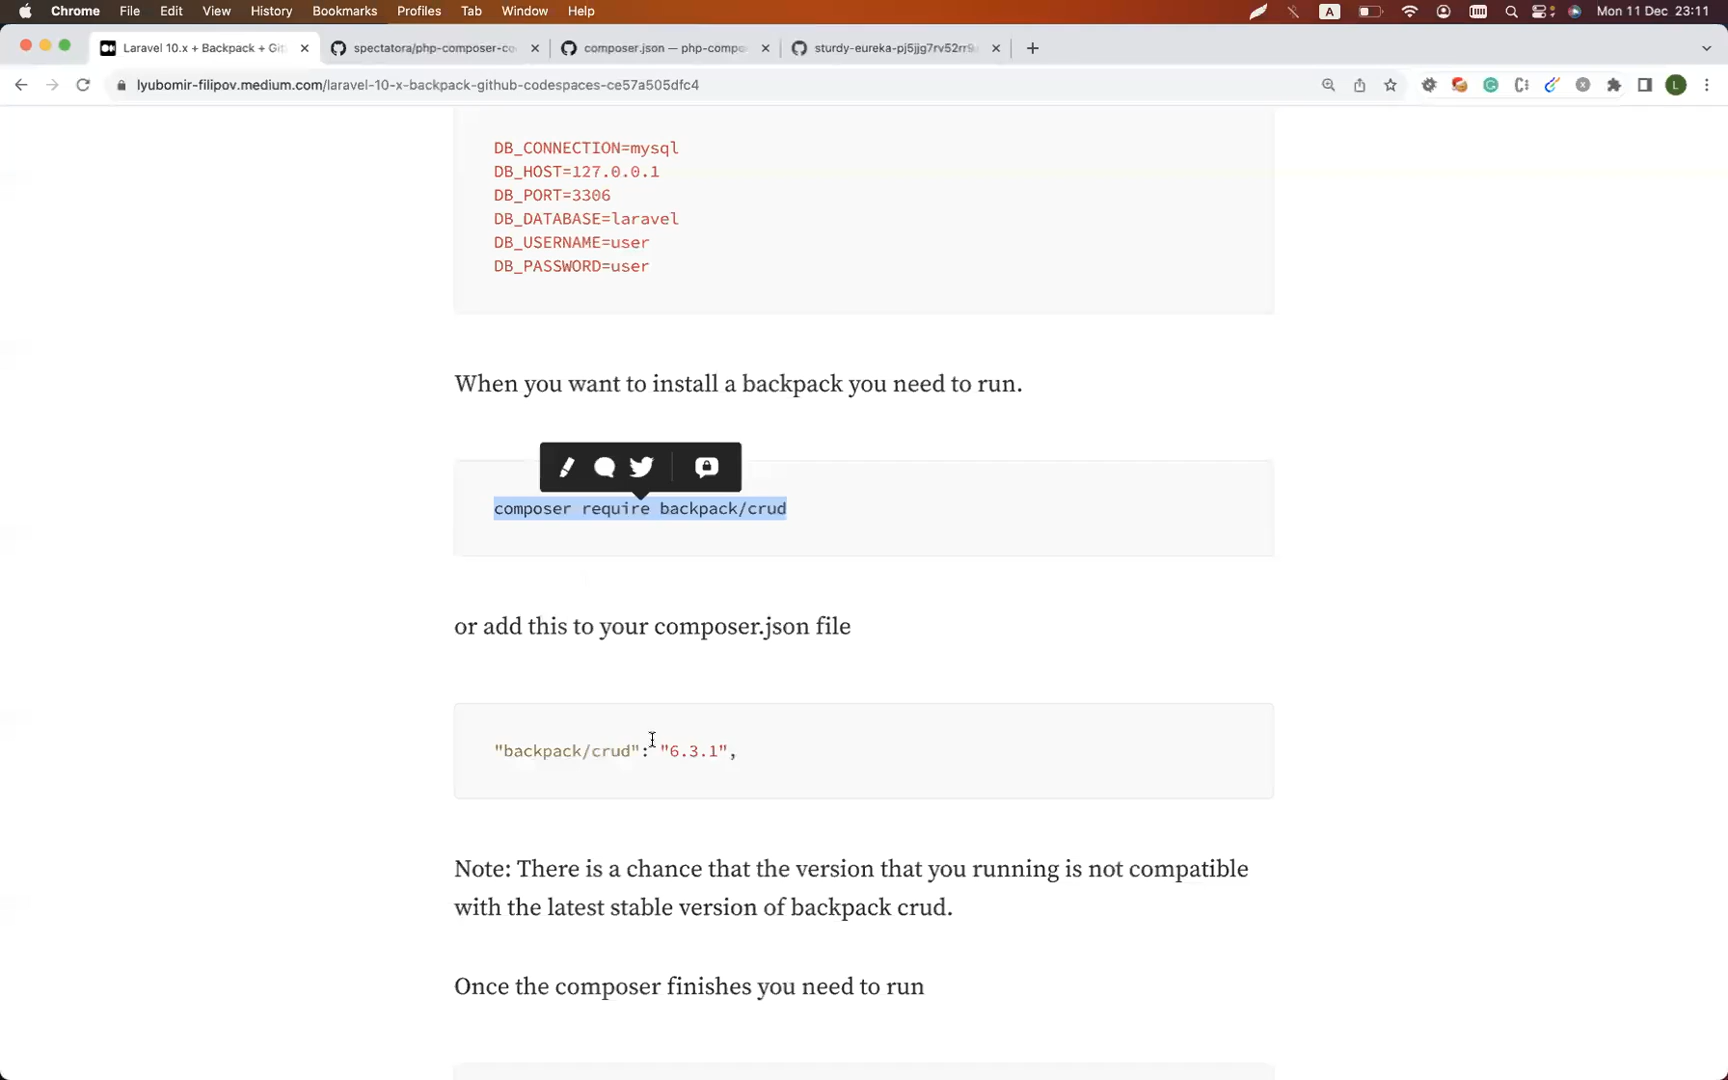 Chrome File Edit View History Bookmarks Profiles Tab Window Help A Mon 11 Dec 23:11
Laravel 10.x + Backpack + Git spectatora/php-composer-co composer.json — php-compo sturdy-eureka-pj5jjg7rv52rr9
lyubomir-filipov.medium.com/laravel-10-x-backpack-github-codespaces-ce57a505dfc4 L
DB_CONNECTION=mysql
DB_HOST=127.0.0.1
DB_PORT=3306
DB_DATABASE=laravel
DB_USERNAME=user
DB_PASSWORD=user
When you want to install a backpack you need to run.
composer require backpack/crud
or add this to your composer.json file
"backpack/crud": "6.3.1",
Note: There is a chance that the version that you running is not compatible
with the latest stable version of backpack crud.
Once the composer finishes you need to run